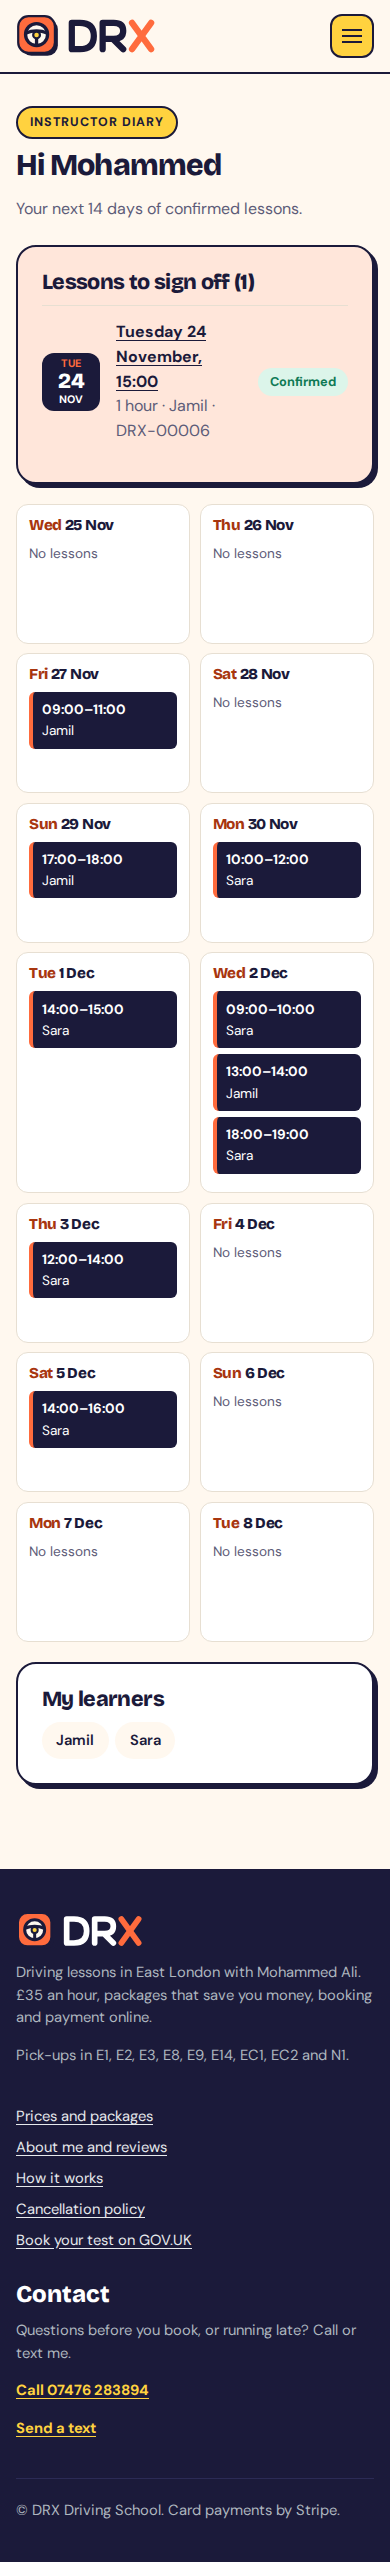 DRX
INSTRUCTOR DIARY
Hi Mohammed
Your next 14 days of confirmed lessons.
Lessons to sign off (1)
TUE
24
NOV
Tuesday 24
November,
15:00
1 hour · Jamil ·
DRX-00006
Confirmed
Wed 25 Nov
No lessons
Thu 26 Nov
No lessons
Fri 27 Nov
09:00–11:00
Jamil
Sat 28 Nov
No lessons
Sun 29 Nov
17:00–18:00
Jamil
Mon 30 Nov
10:00–12:00
Sara
Tue 1 Dec
14:00–15:00
Sara
Wed 2 Dec
09:00–10:00
Sara
13:00–14:00
Jamil
18:00–19:00
Sara
Thu 3 Dec
12:00–14:00
Sara
Fri 4 Dec
No lessons
Sat 5 Dec
14:00–16:00
Sara
Sun 6 Dec
No lessons
Mon 7 Dec
No lessons
Tue 8 Dec
No lessons
My learners
Jamil
Sara
DRX
Driving lessons in East London with Mohammed Ali.
£35 an hour, packages that save you money, booking
and payment online.
Pick-ups in E1, E2, E3, E8, E9, E14, EC1, EC2 and N1.
Prices and packages
About me and reviews
How it works
Cancellation policy
Book your test on GOV.UK
Contact
Questions before you book, or running late? Call or
text me.
Call 07476 283894
Send a text
© DRX Driving School. Card payments by Stripe.